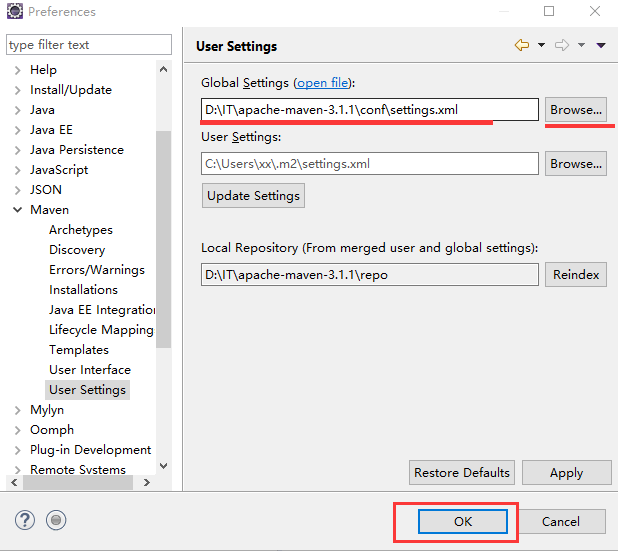 Preferences
type filter text
Help
Install/Update
Java
Java EE
Java Persistence
JavaScript
JSON
Maven
Archetypes
Discovery
Errors/Warnings
Installations
Java EE Integration
Lifecycle Mapping
Templates
User Interface
User Settings
Mylyn
Oomph
Plug-in Development
Remote Systems
User Settings
Global Settings (open file):
D:\IT\apache-maven-3.1.1\conf\settings.xml
Browse...
User Settings:
C:\Users\xx\.m2\settings.xml
Browse...
Update Settings
Local Repository (From merged user and global settings):
D:\IT\apache-maven-3.1.1\repo
Reindex
Restore Defaults
Apply
?
OK
Cancel